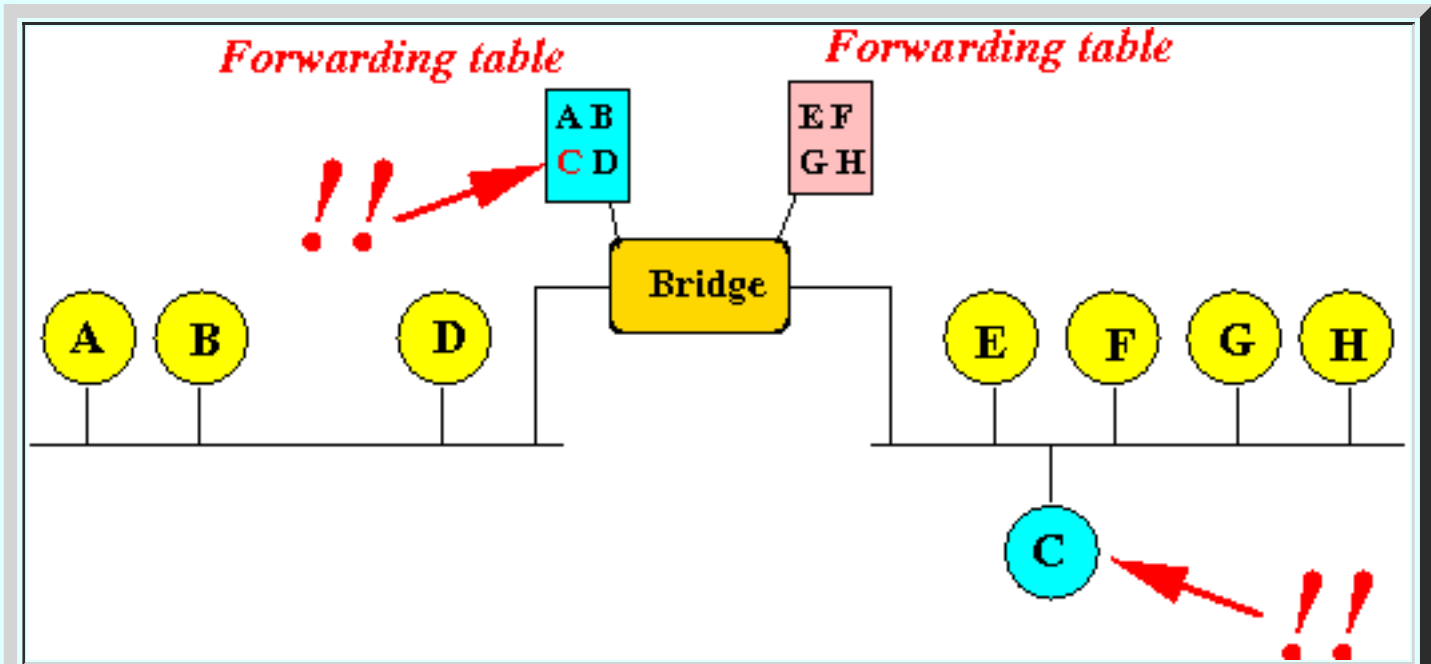 Forwarding table
Forwarding table
A B
C D
E F
G H
!!
Bridge
A
B
D
E
F
G
H
C
!!